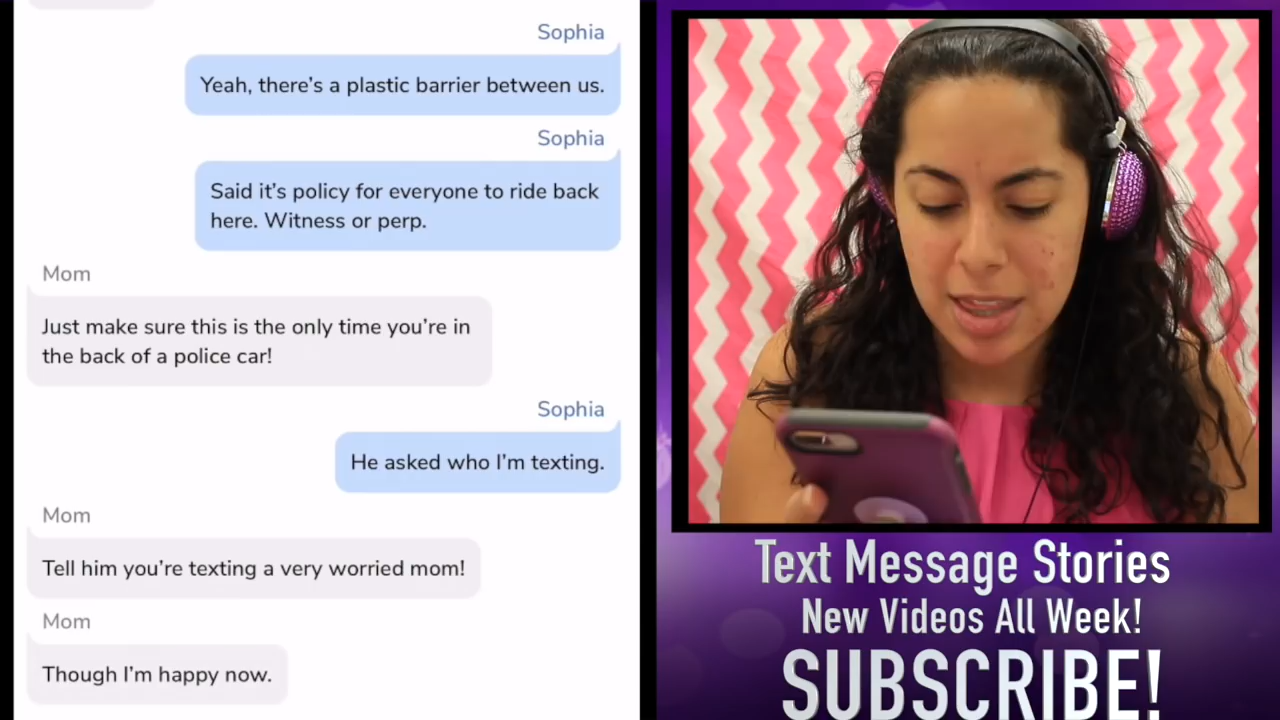 Sophia
Yeah, there's a plastic barrier between us.
Sophia
Said it's policy for everyone to ride back
here. Witness or perp.
Mom
Just make sure this is the only time you're in
the back of a police car!
Sophia
He asked who I'm texting.
Mom
Tell him you're texting a very worried mom!
Mom
Though I'm happy now.
Text Message Stories
New Videos All Week!
SUBSCRIBE!